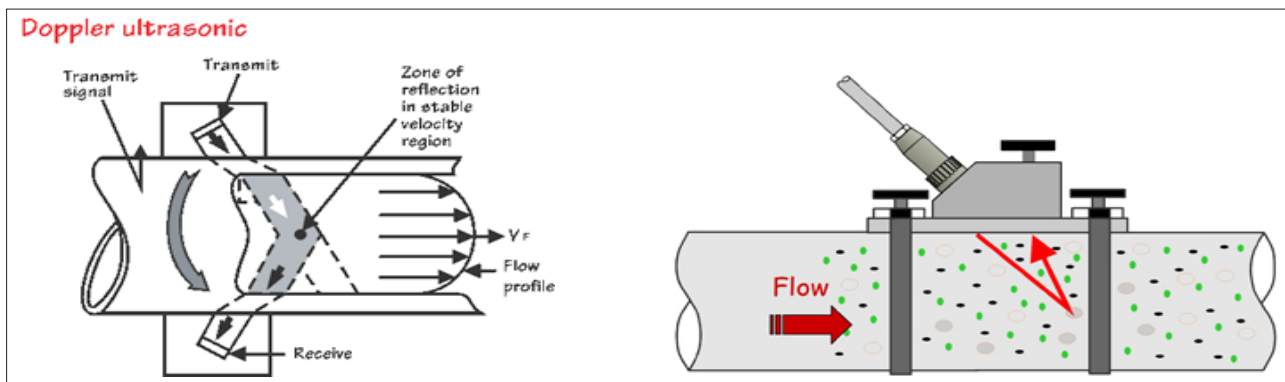 Doppler ultrasonic
Transmit
signal
Transmit
Zone of
reflection
in stable
velocity
region
VF
Flow
profile
Receive
Flow